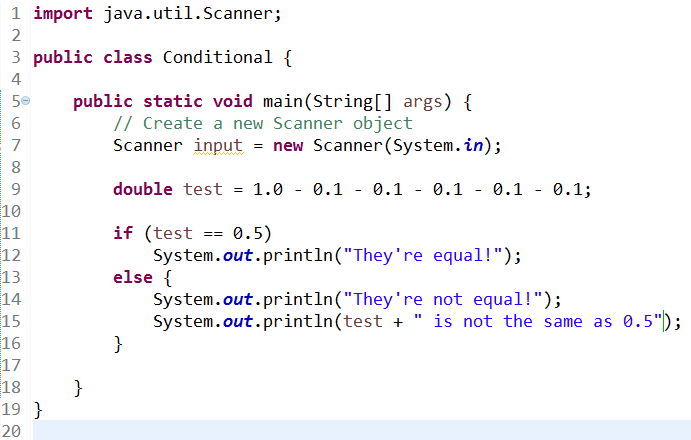 1 import java.util.Scanner;
2
3 public class Conditional {
4
5 public static void main(String[] args) {
6 // Create a new Scanner object
7 Scanner input = new Scanner(System.in);
8
9 double test = 1.0 - 0.1 - 0.1 - 0.1 - 0.1 - 0.1;
10
11 if (test == 0.5)
12 System.out.println("They're equal!");
13 else {
14 System.out.println("They're not equal!");
15 System.out.println(test + " is not the same as 0.5");
16 }
17
18 }
19 }
20